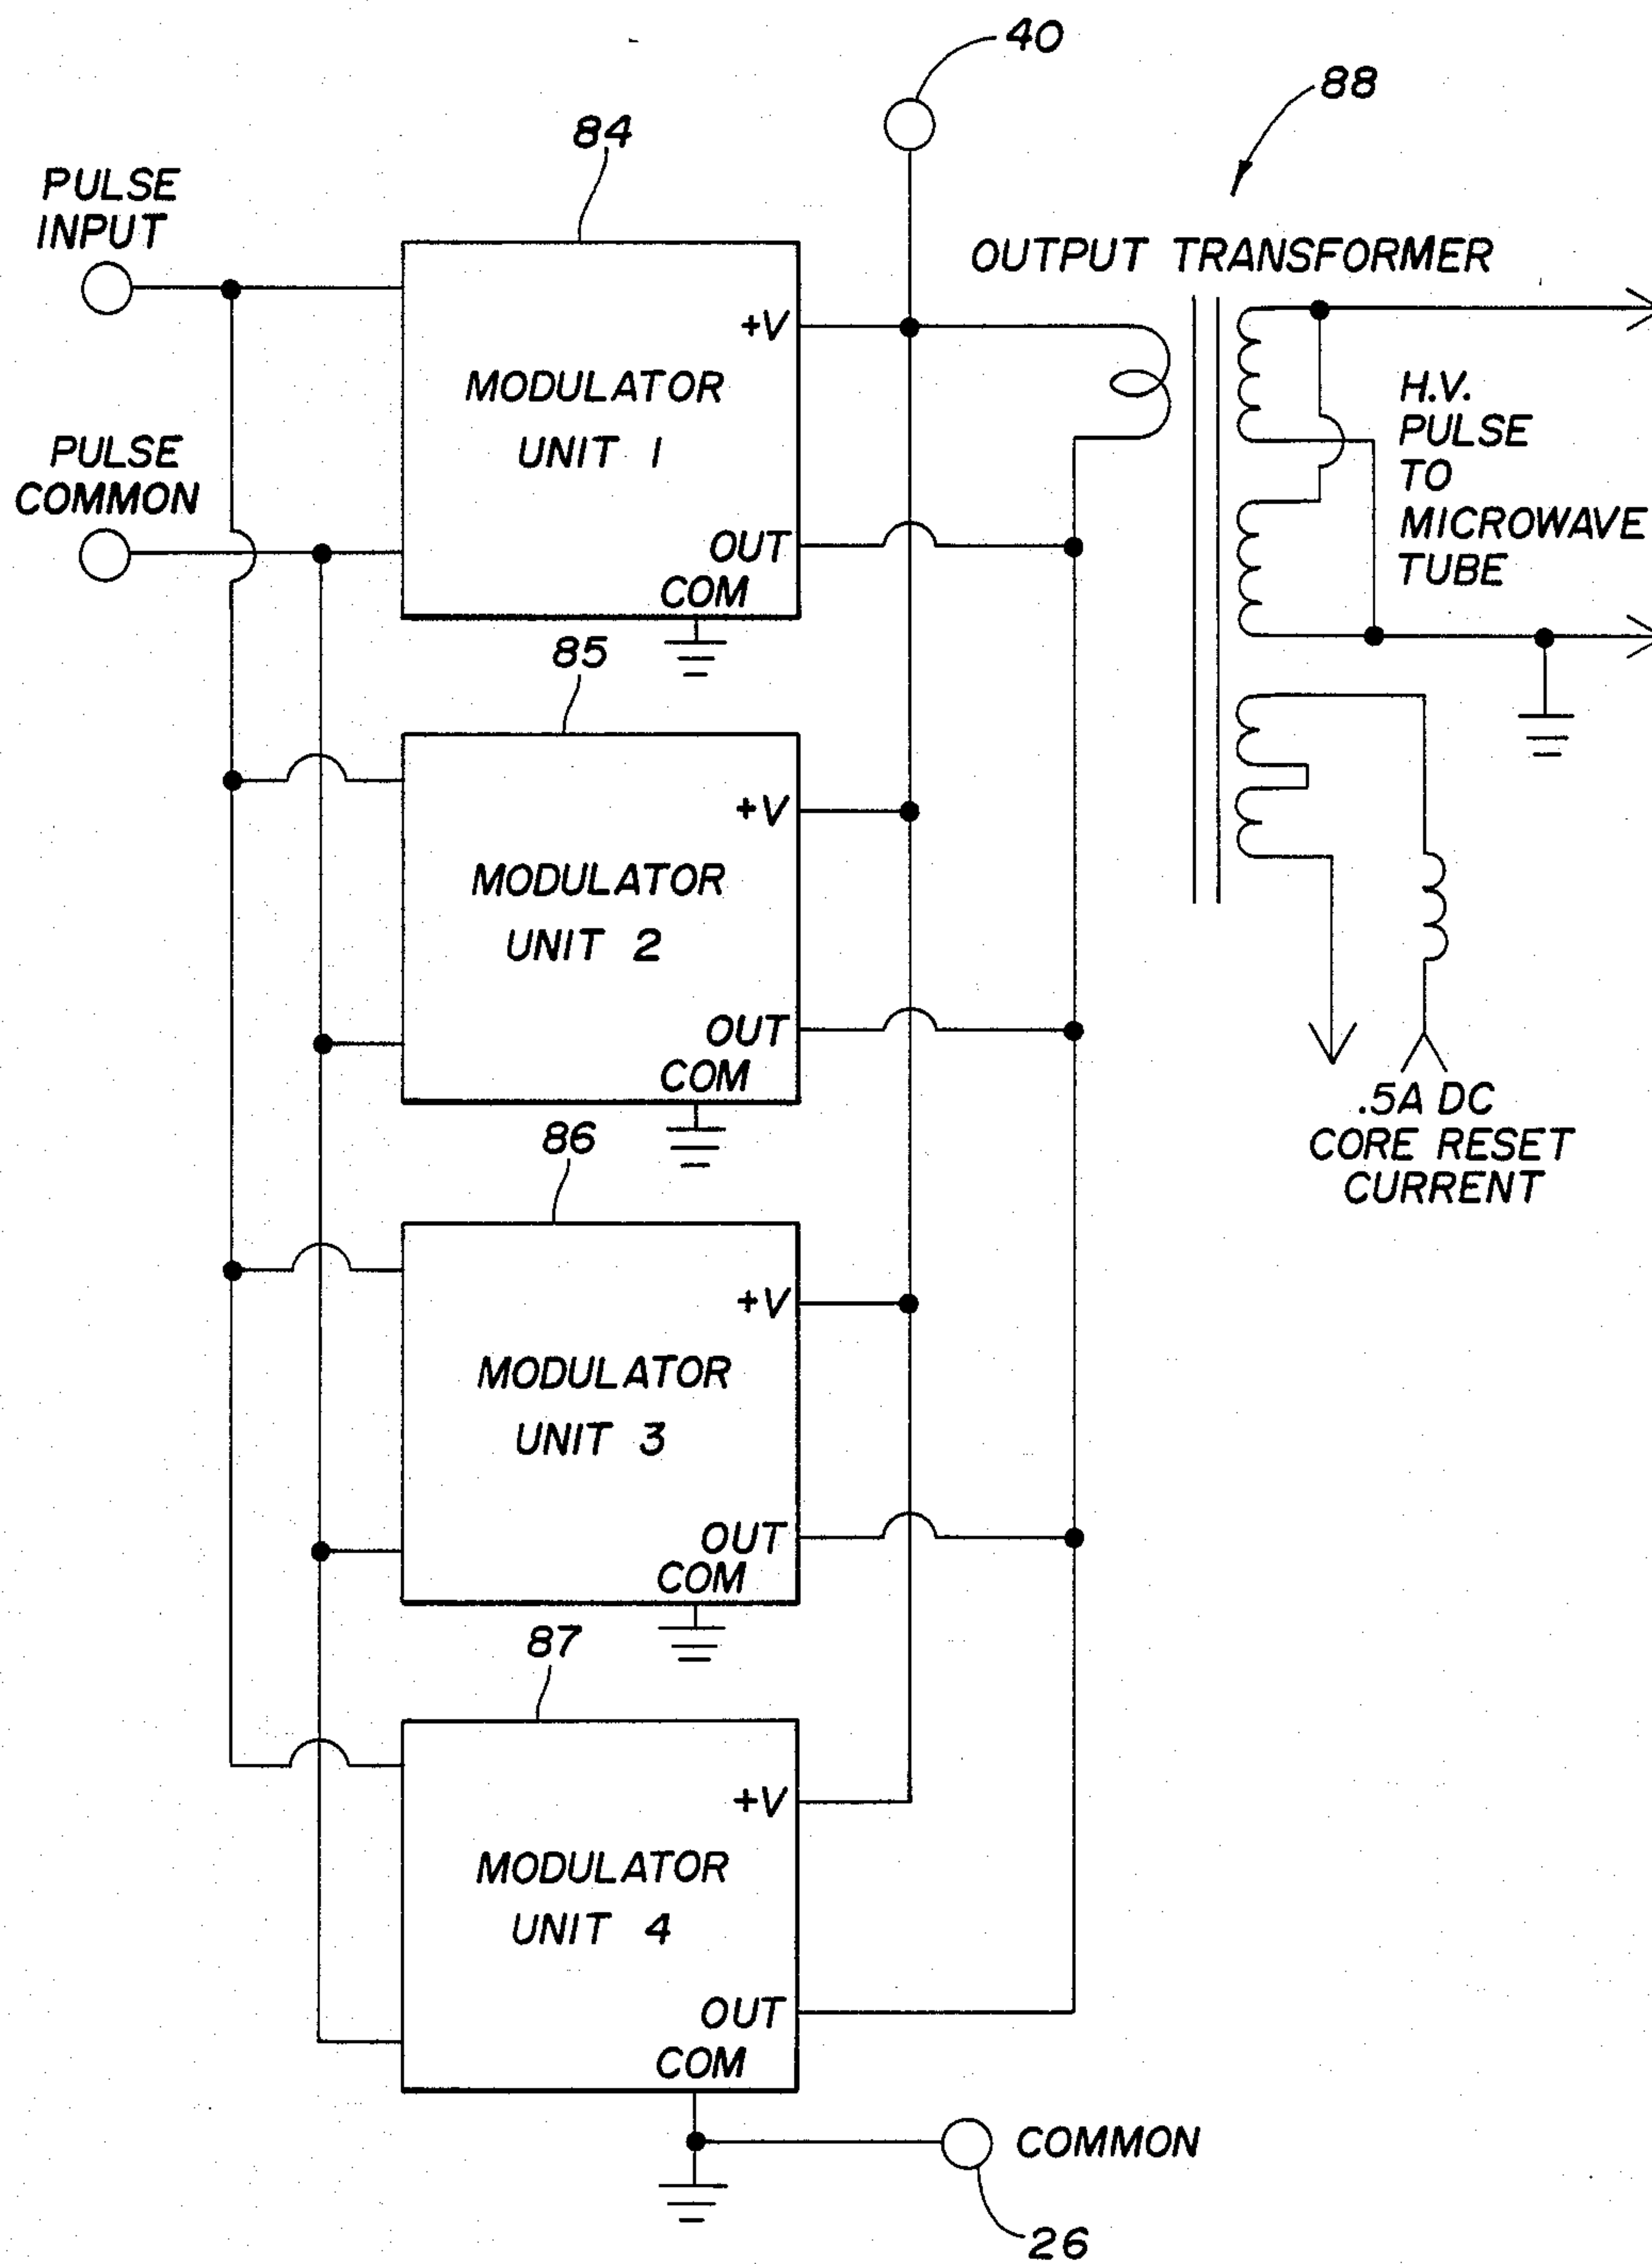 40
88
84
PULSE
INPUT
OUTPUT TRANSFORMER
+V
MODULATOR
UNIT 1
H.V.
PULSE
TO
MICROWAVE
TUBE
PULSE
COMMON
OUT
COM
85
+V
MODULATOR
UNIT 2
OUT
COM
.5A DC
CORE RESET
CURRENT
86
+V
MODULATOR
UNIT 3
OUT
COM
87
+V
MODULATOR
UNIT 4
OUT
COM
COMMON
26